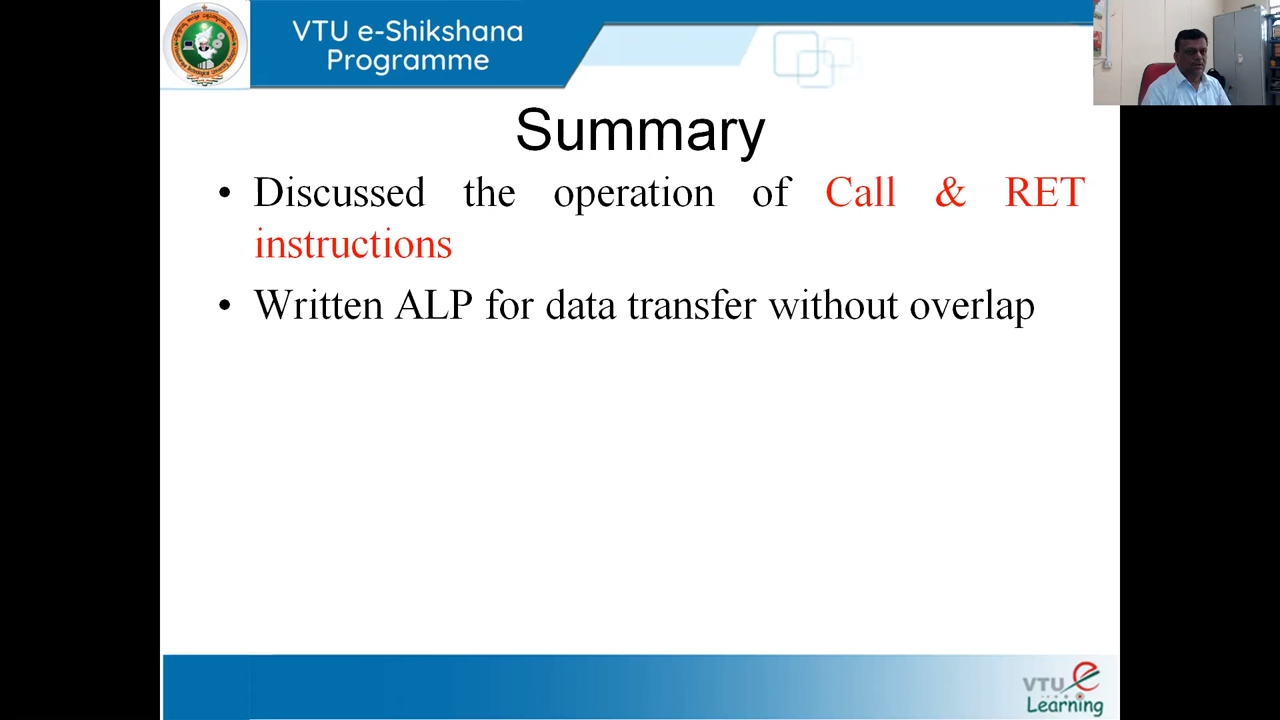 VTU e-Shikshana
Programme
Summary
• Discussed the operation of Call & RET
instructions
• Written ALP for data transfer without overlap
VTU e
Learning